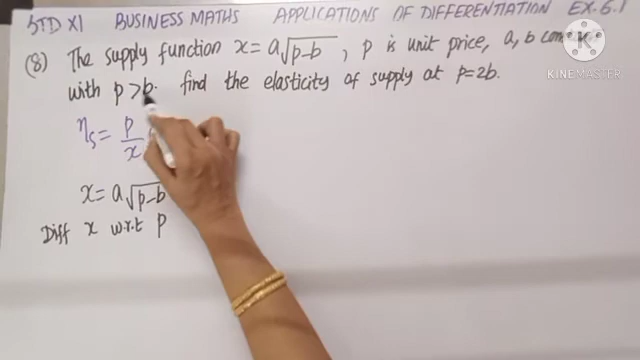 STD XI BUSINESS MATHS APPLICATIONS OF DIFFERENTIATION EX-6.1
(8) The supply function x = a√(p-b), p is unit price, a, b
with p > b. find the elasticity of supply at p=2b.
ηs = p/x
x = a√(p-b)
Diff x w.r.t p
KINEMASTER